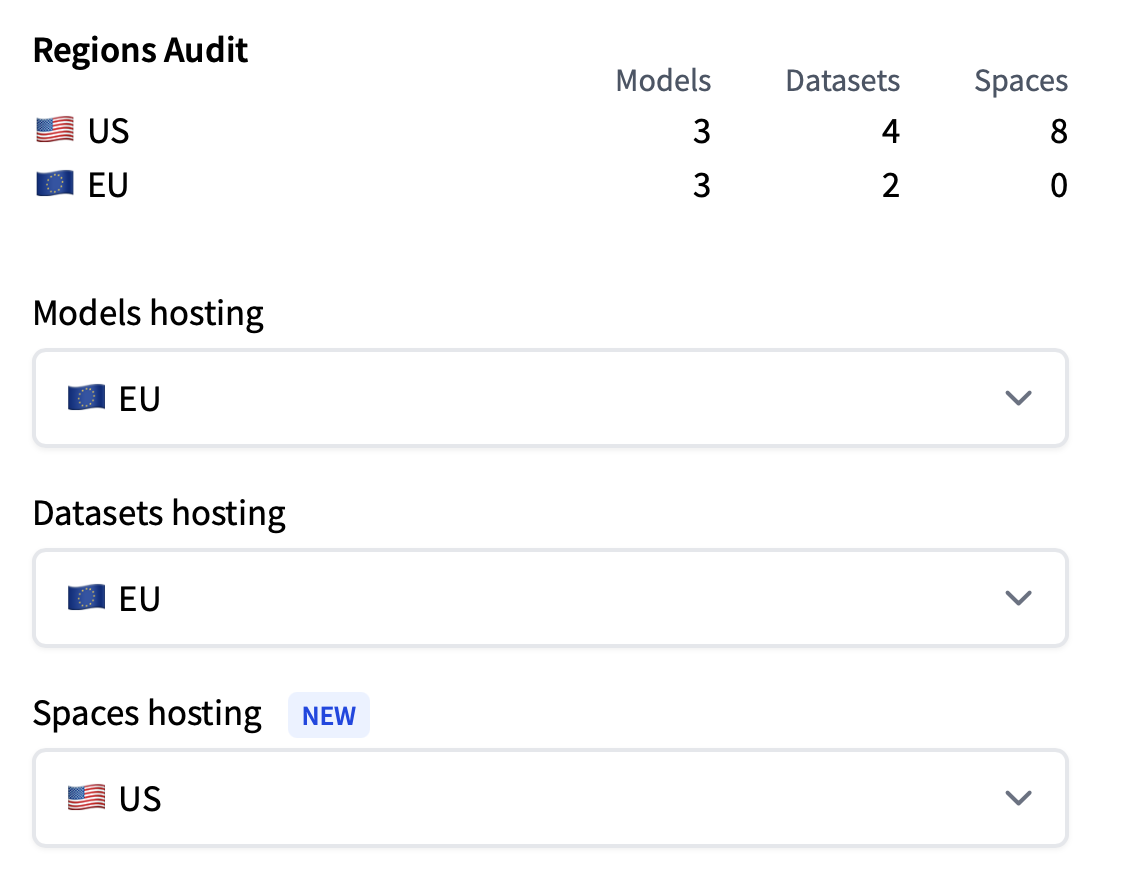 Regions Audit
Models Datasets Spaces
🇺🇸 US 3 4 8
🇪🇺 EU 3 2 0
Models hosting
🇪🇺 EU
Datasets hosting
🇪🇺 EU
Spaces hosting NEW
🇺🇸 US